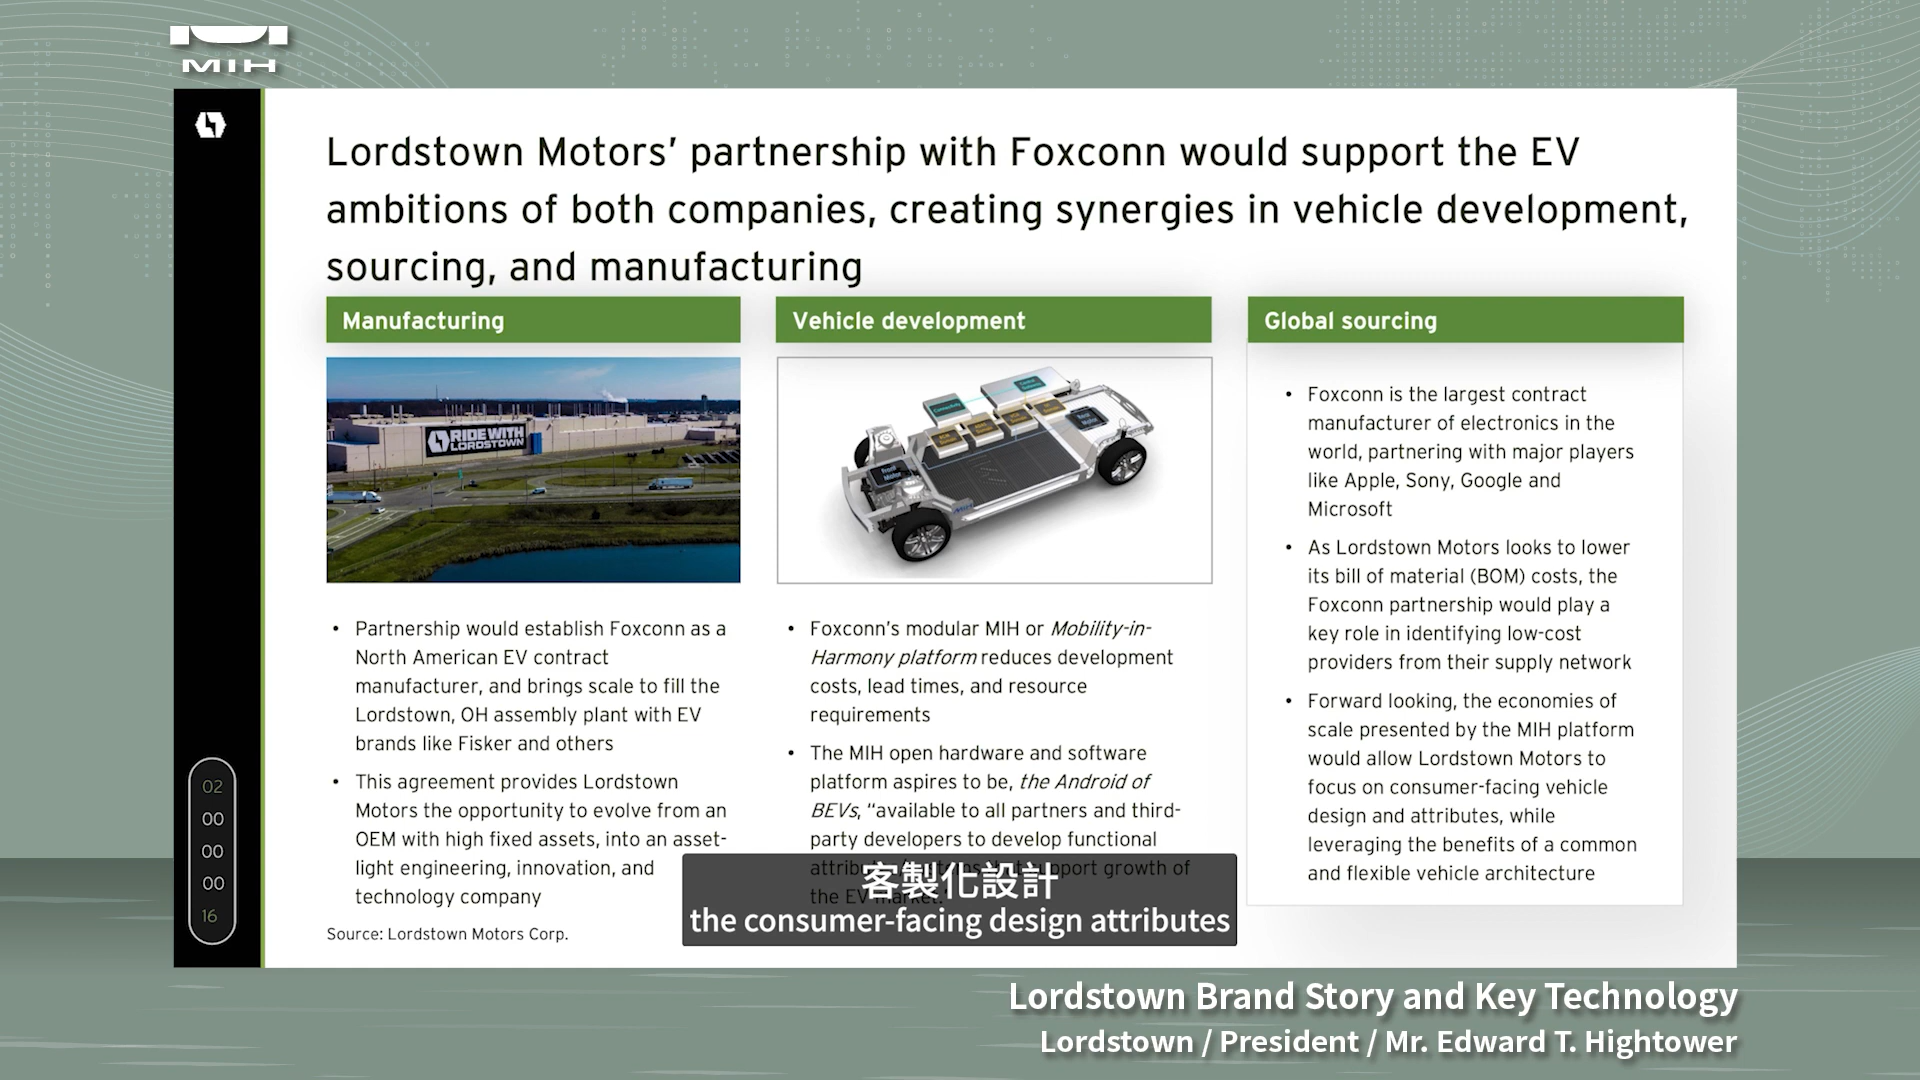 MIH
Lordstown Motors’ partnership with Foxconn would support the EV
ambitions of both companies, creating synergies in vehicle development,
sourcing, and manufacturing
Manufacturing
RIDE WITH
LORDSTOWN
• Partnership would establish Foxconn as a
North American EV contract
manufacturer, and brings scale to fill the
Lordstown, OH assembly plant with EV
brands like Fisker and others
• This agreement provides Lordstown
Motors the opportunity to evolve from an
OEM with high fixed assets, into an asset-
light engineering, innovation, and
technology company
Source: Lordstown Motors Corp.
Vehicle development
Front
Motor
MIH
• Foxconn’s modular MIH or Mobility-in-
Harmony platform reduces development
costs, lead times, and resource
requirements
• The MIH open hardware and software
platform aspires to be, the Android of
BEVs, “available to all partners and third-
party developers to develop functional
support growth of
the EV market.”
Global sourcing
• Foxconn is the largest contract
manufacturer of electronics in the
world, partnering with major players
like Apple, Sony, Google and
Microsoft
• As Lordstown Motors looks to lower
its bill of material (BOM) costs, the
Foxconn partnership would play a
key role in identifying low-cost
providers from their supply network
• Forward looking, the economies of
scale presented by the MIH platform
would allow Lordstown Motors to
focus on consumer-facing vehicle
design and attributes, while
leveraging the benefits of a common
and flexible vehicle architecture
02
00
00
00
16
客製化設計
the consumer-facing design attributes
Lordstown Brand Story and Key Technology
Lordstown / President / Mr. Edward T. Hightower